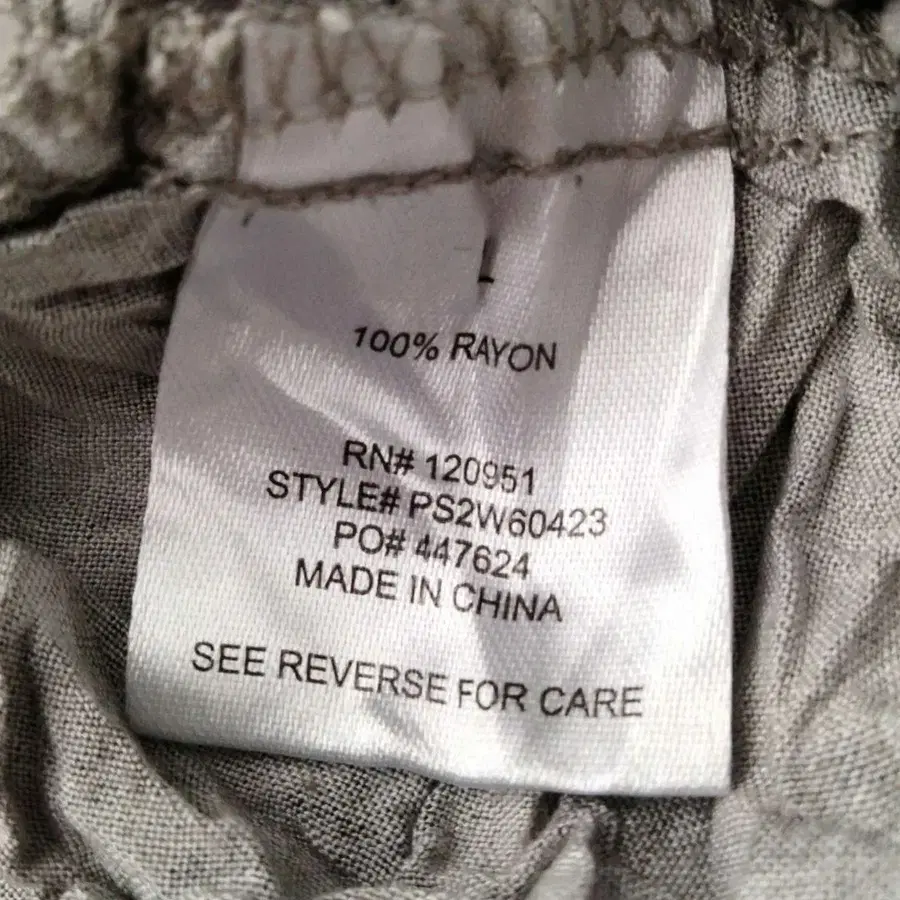 L
100% RAYON
RN# 120951
STYLE# PS2W60423
PO# 447624
MADE IN CHINA
SEE REVERSE FOR CARE